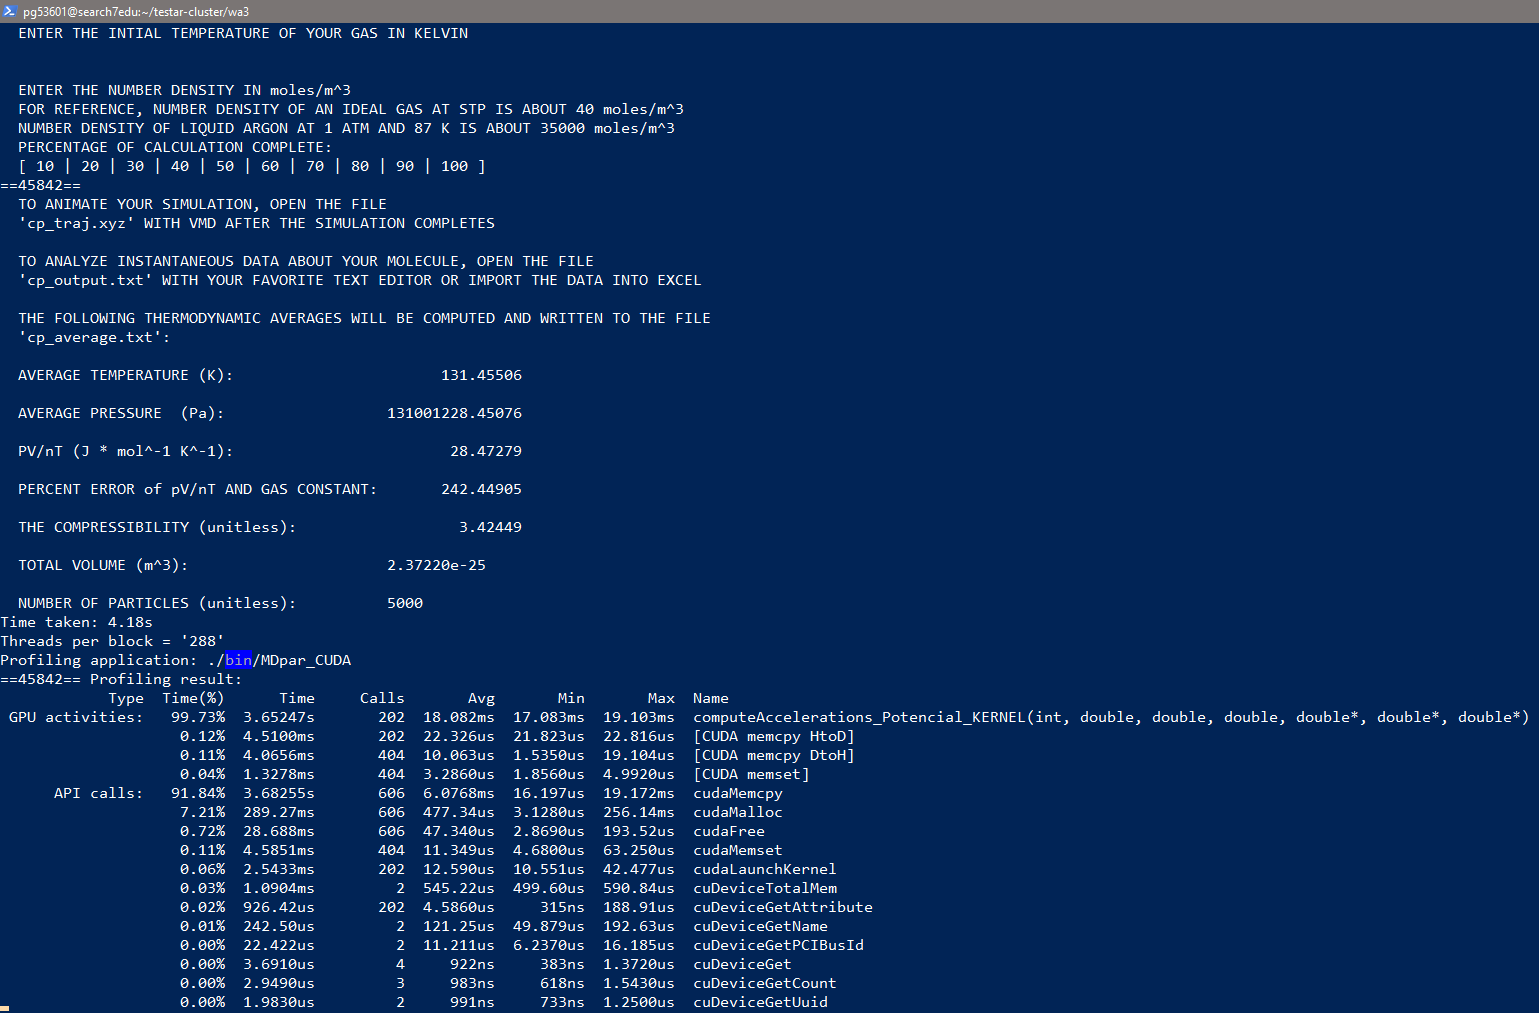 pg53601@search7edu:~/testar-cluster/wa3
ENTER THE INTIAL TEMPERATURE OF YOUR GAS IN KELVIN
ENTER THE NUMBER DENSITY IN moles/m^3
FOR REFERENCE, NUMBER DENSITY OF AN IDEAL GAS AT STP IS ABOUT 40 moles/m^3
NUMBER DENSITY OF LIQUID ARGON AT 1 ATM AND 87 K IS ABOUT 35000 moles/m^3
PERCENTAGE OF CALCULATION COMPLETE:
[ 10 | 20 | 30 | 40 | 50 | 60 | 70 | 80 | 90 | 100 ]
==45842==
TO ANIMATE YOUR SIMULATION, OPEN THE FILE
'cp_traj.xyz' WITH VMD AFTER THE SIMULATION COMPLETES
TO ANALYZE INSTANTANEOUS DATA ABOUT YOUR MOLECULE, OPEN THE FILE
'cp_output.txt' WITH YOUR FAVORITE TEXT EDITOR OR IMPORT THE DATA INTO EXCEL
THE FOLLOWING THERMODYNAMIC AVERAGES WILL BE COMPUTED AND WRITTEN TO THE FILE
'cp_average.txt':
AVERAGE TEMPERATURE (K): 131.45506
AVERAGE PRESSURE (Pa): 131001228.45076
PV/nT (J * mol^-1 K^-1): 28.47279
PERCENT ERROR of pV/nT AND GAS CONSTANT: 242.44905
THE COMPRESSIBILITY (unitless): 3.42449
TOTAL VOLUME (m^3): 2.37220e-25
NUMBER OF PARTICLES (unitless): 5000
Time taken: 4.18s
Threads per block = '288'
Profiling application: ./bin/MDpar_CUDA
==45842== Profiling result:
Type Time(%) Time Calls Avg Min Max Name
GPU activities: 99.73% 3.65247s 202 18.082ms 17.083ms 19.103ms computeAccelerations_Potencial_KERNEL(int, double, double, double, double*, double*, double*)
0.12% 4.5100ms 202 22.326us 21.823us 22.816us [CUDA memcpy HtoD]
0.11% 4.0656ms 404 10.063us 1.5350us 19.104us [CUDA memcpy DtoH]
0.04% 1.3278ms 404 3.2860us 1.8560us 4.9920us [CUDA memset]
API calls: 91.84% 3.68255s 606 6.0768ms 16.197us 19.172ms cudaMemcpy
7.21% 289.27ms 606 477.34us 3.1280us 256.14ms cudaMalloc
0.72% 28.688ms 606 47.340us 2.8690us 193.52us cudaFree
0.11% 4.5851ms 404 11.349us 4.6800us 63.250us cudaMemset
0.06% 2.5433ms 202 12.590us 10.551us 42.477us cudaLaunchKernel
0.03% 1.0904ms 2 545.22us 499.60us 590.84us cuDeviceTotalMem
0.02% 926.42us 202 4.5860us 315ns 188.91us cuDeviceGetAttribute
0.01% 242.50us 2 121.25us 49.879us 192.63us cuDeviceGetName
0.00% 22.422us 2 11.211us 6.2370us 16.185us cuDeviceGetPCIBusId
0.00% 3.6910us 4 922ns 383ns 1.3720us cuDeviceGet
0.00% 2.9490us 3 983ns 618ns 1.5430us cuDeviceGetCount
0.00% 1.9830us 2 991ns 733ns 1.2500us cuDeviceGetUuid